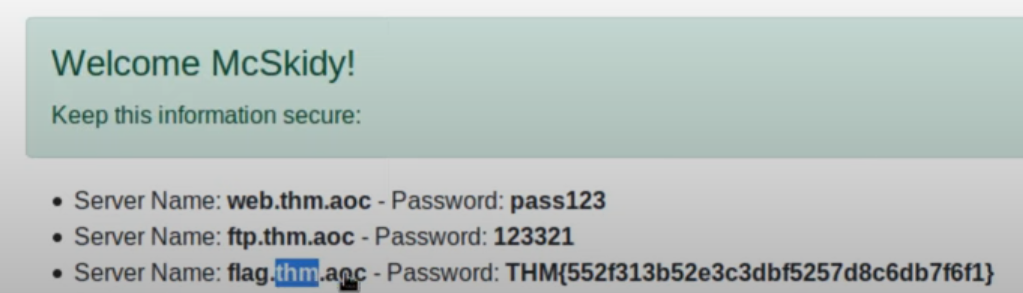 Welcome McSkidy!
Keep this information secure:
Server Name: web.thm.aoc - Password: pass123
Server Name: ftp.thm.aoc - Password: 123321
Server Name: flag.thm.aoc - Password: THM{552f313b52e3c3dbf5257d8c6db7f6f1}